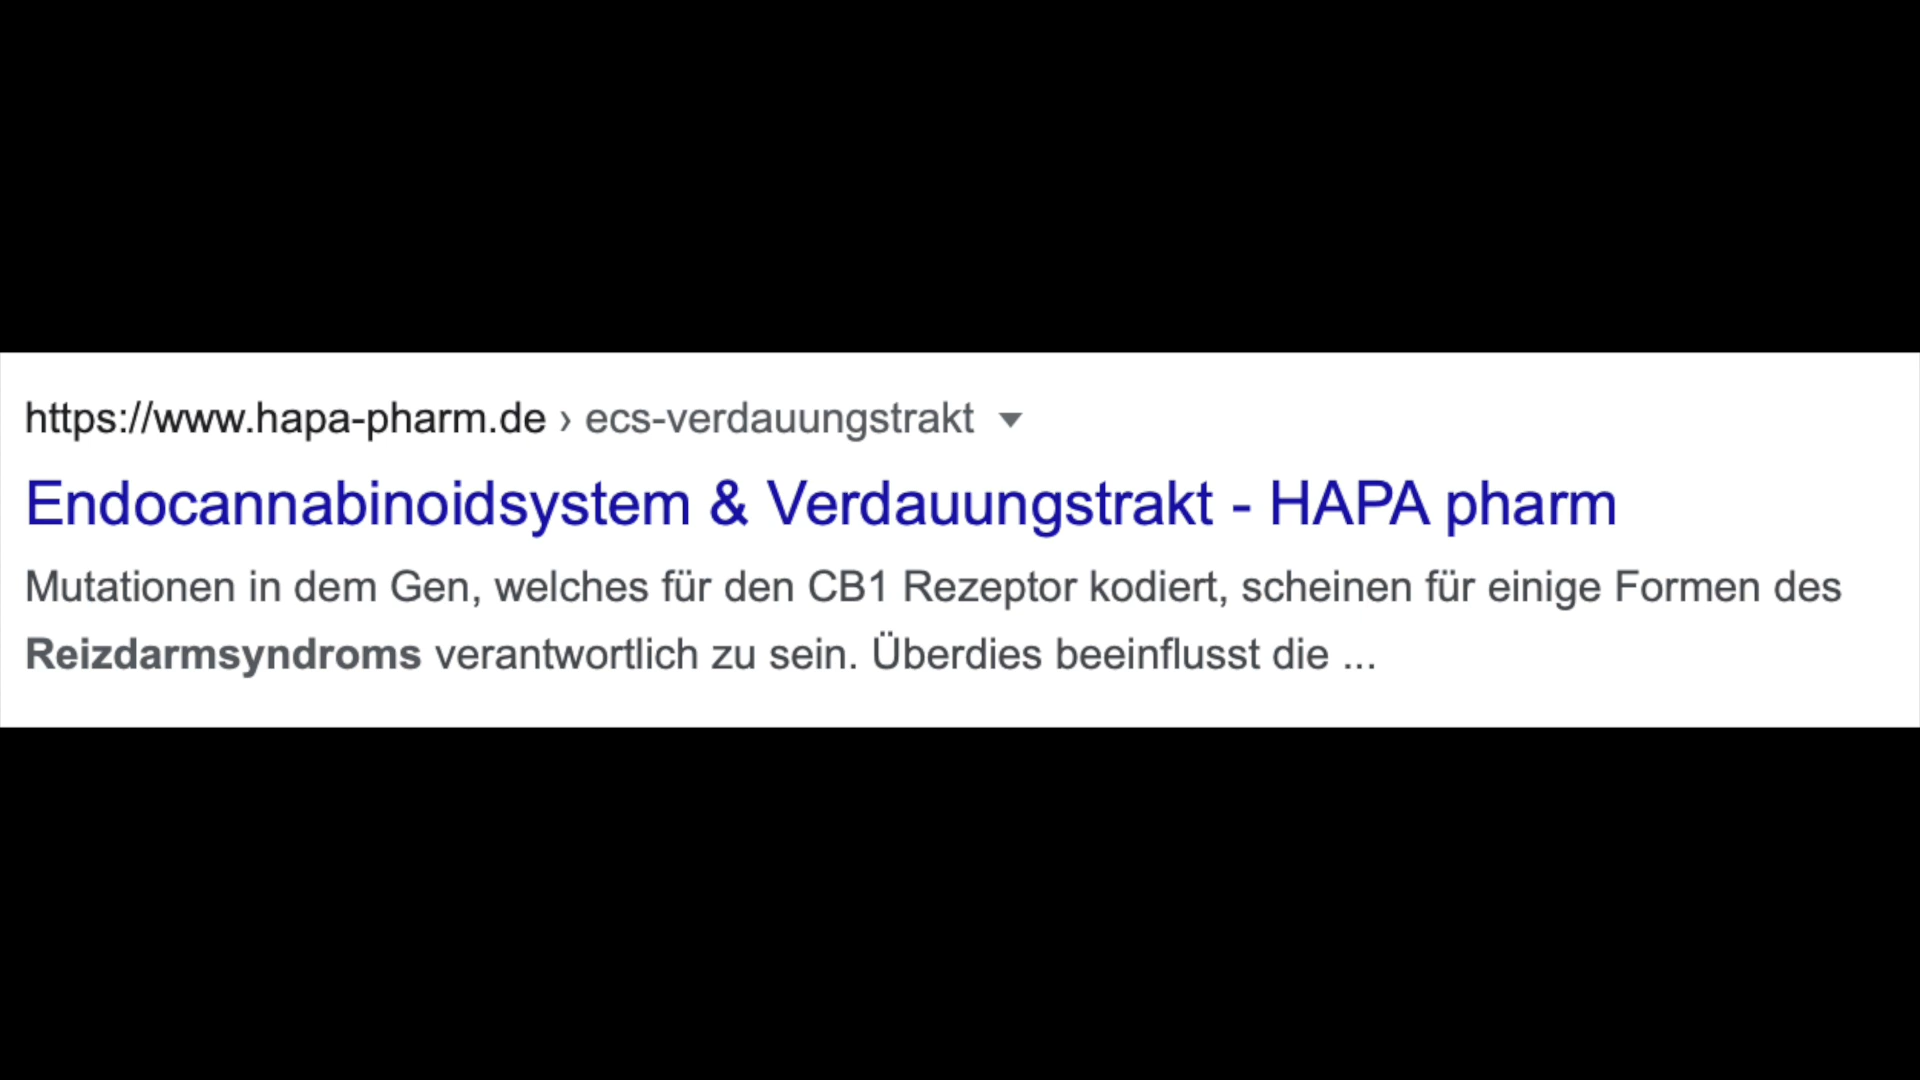 https://www.hapa-pharm.de › ecs-verdauungstrakt
Endocannabinoidsystem & Verdauungstrakt - HAPA pharm
Mutationen in dem Gen, welches für den CB1 Rezeptor kodiert, scheinen für einige Formen des
Reizdarmsyndroms verantwortlich zu sein. Überdies beeinflusst die ...